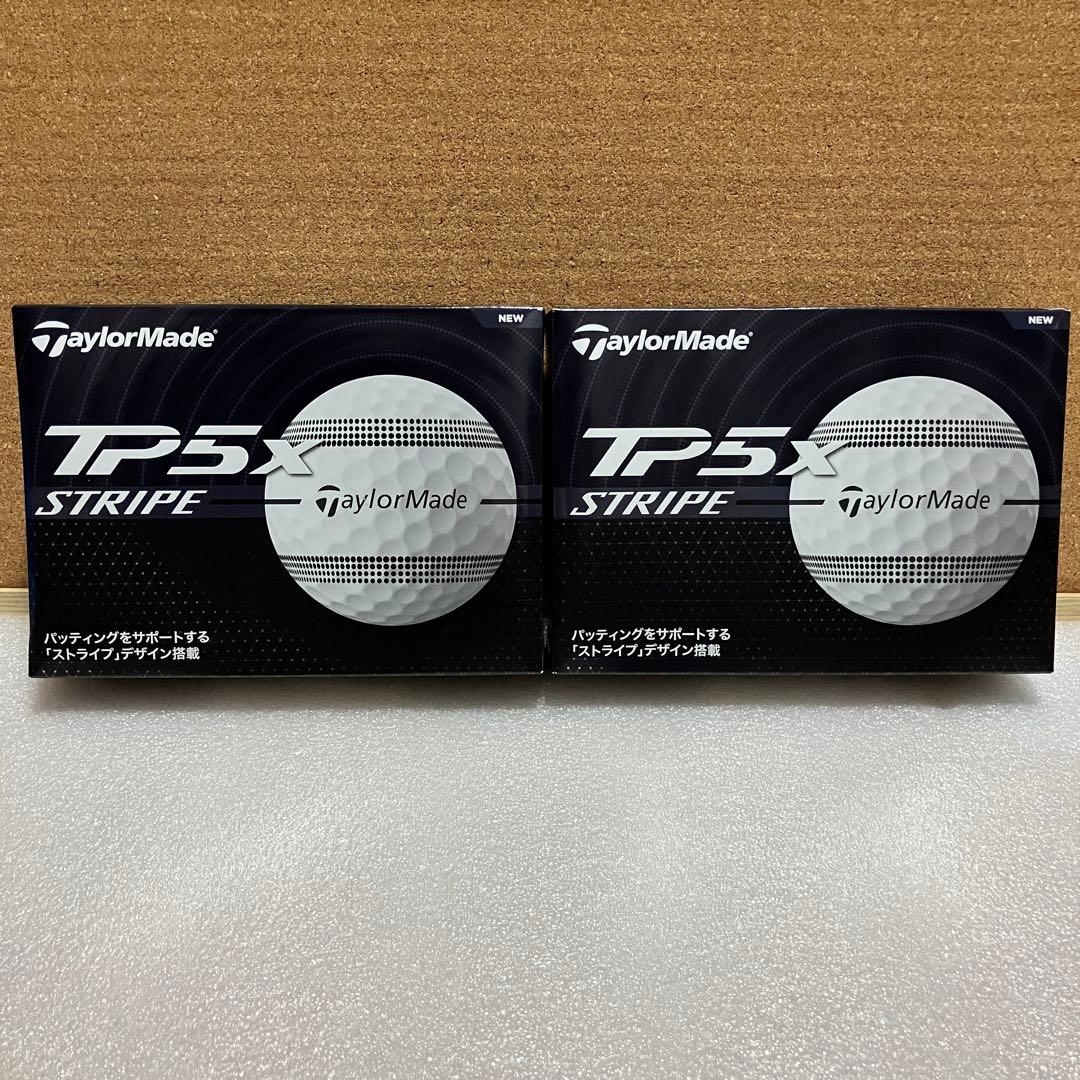 NEW
TaylorMade®
TP5x
STRIPE
TaylorMade
パッティングをサポートする
「ストライプ」デザイン搭載
NEW
TaylorMade®
TP5x
STRIPE
TaylorMade
パッティングをサポートする
「ストライプ」デザイン搭載